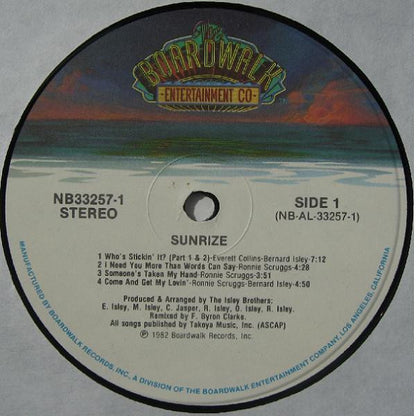 The
BOARDWALK
-ENTERTAINMENT CO-
NB33257-1
STEREO
SIDE 1
(NB-AL-33257-1)
SUNRIZE
1 Who's Stickin' It? (Part 1 & 2)-Everett Collins-Bernard Isley-7:12
2 I Need You More Than Words Can Say-Ronnie Scruggs-4:28
3 Someone's Taken My Hand-Ronnie Scruggs-3:51
4 Come And Get My Lovin'-Ronnie Scruggs-Bernard Isley-4:50
Produced & Arranged by The Isley Brothers:
E. Isley, M. Isley, C. Jasper, R. Isley, O. Isley, R. Isley.
Remixed by F. Byron Clarke.
All songs published by Takoya Music, Inc. (ASCAP)
© 1982 Boardwalk Records, Inc.
MANUFACTURED BY BOARDWALK RECORDS, INC., A DIVISION OF THE BOARDWALK ENTERTAINMENT COMPANY, LOS ANGELES, CALIFORNIA